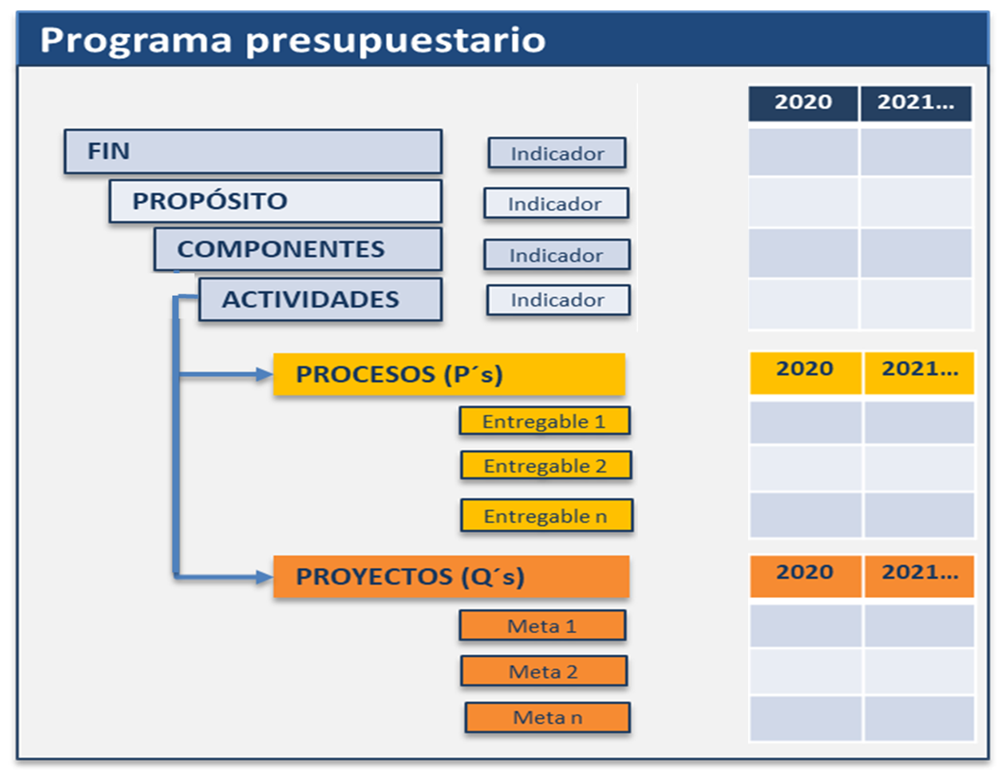 Programa presupuestario
2020 2021...
FIN Indicador
PROPÓSITO Indicador
COMPONENTES Indicador
ACTIVIDADES Indicador
PROCESOS (P´s) 2020 2021...
Entregable 1
Entregable 2
Entregable n
PROYECTOS (Q´s) 2020 2021...
Meta 1
Meta 2
Meta n